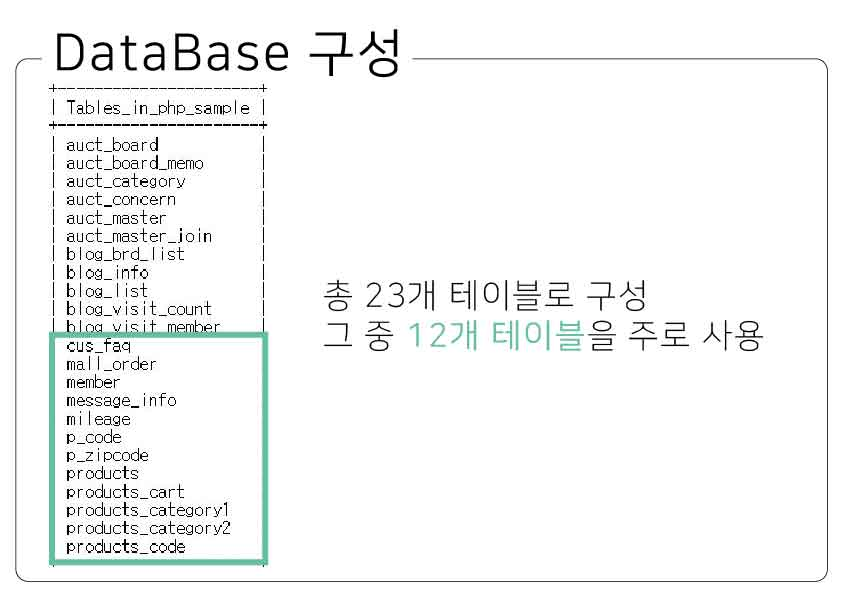 DataBase 구성
+----------------------+
| Tables_in_php_sample |
+----------------------+
| auct_board |
| auct_board_memo |
| auct_category |
| auct_concern |
| auct_master |
| auct_master_join |
| blog_brd_list |
| blog_info |
| blog_list |
| blog_visit_count |
| blog_visit_member |
cus_faq
mall_order
member
message_info
mileage
p_code
p_zipcode
products
products_cart
products_category1
products_category2
products_code
총 23개 테이블로 구성
그 중 12개 테이블을 주로 사용